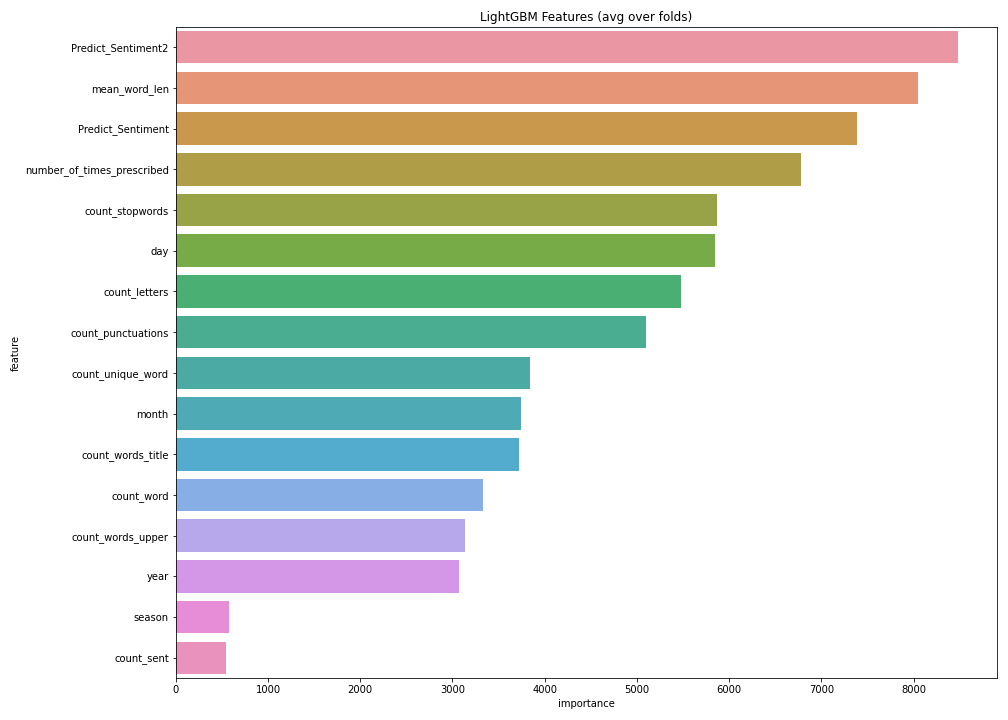 LightGBM Features (avg over folds)
Predict_Sentiment2
mean_word_len
Predict_Sentiment
number_of_times_prescribed
count_stopwords
day
count_letters
count_punctuations
count_unique_word
month
count_words_title
count_word
count_words_upper
year
season
count_sent
feature
0 1000 2000 3000 4000 5000 6000 7000 8000
importance